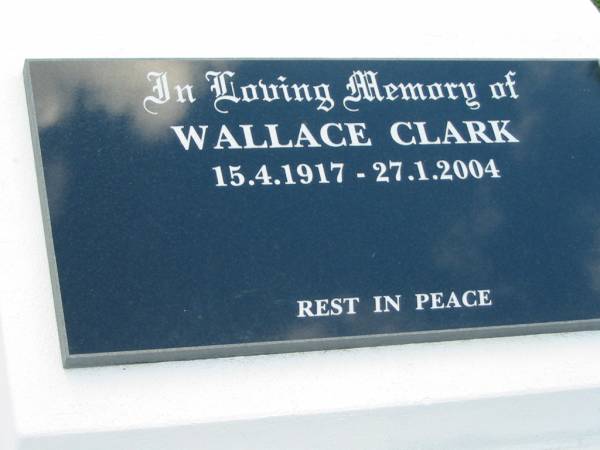 In Loving Memory of
WALLACE CLARK
15.4.1917 - 27.1.2004
REST IN PEACE